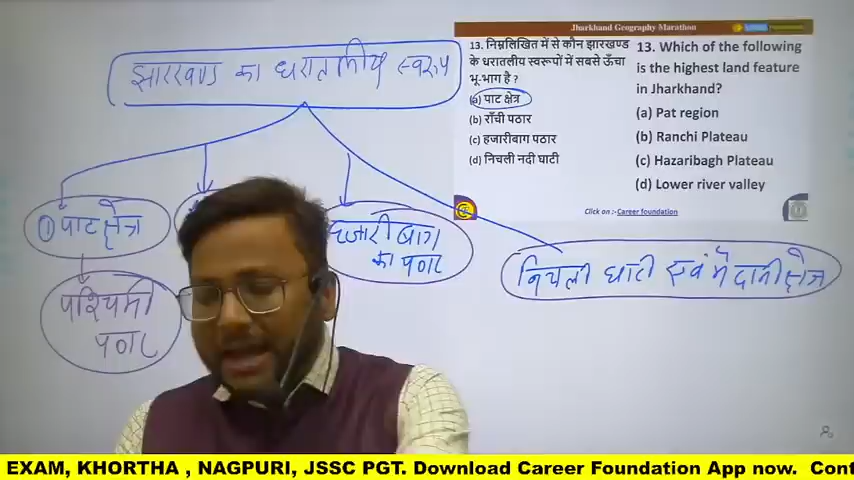 Jharkhand Geography Marathon
झारखण्ड का धरातलीय स्वरुप
① पाट क्षेत्र
पश्चिमी
पठार
हजारीबाग
का पठार
निचली घाटी एवं मैदानी क्षेत्र
13. निम्नलिखित में से कौन झारखण्ड
के धरातलीय स्वरूपों में सबसे ऊँचा
भू-भाग है ?
(a) पाट क्षेत्र
(b) राँची पठार
(c) हजारीबाग पठार
(d) निचली नदी घाटी
13. Which of the following
is the highest land feature
in Jharkhand?
(a) Pat region
(b) Ranchi Plateau
(c) Hazaribagh Plateau
(d) Lower river valley
Click on :- Career foundation
EXAM, KHORTHA , NAGPURI, JSSC PGT. Download Career Foundation App now. Cont